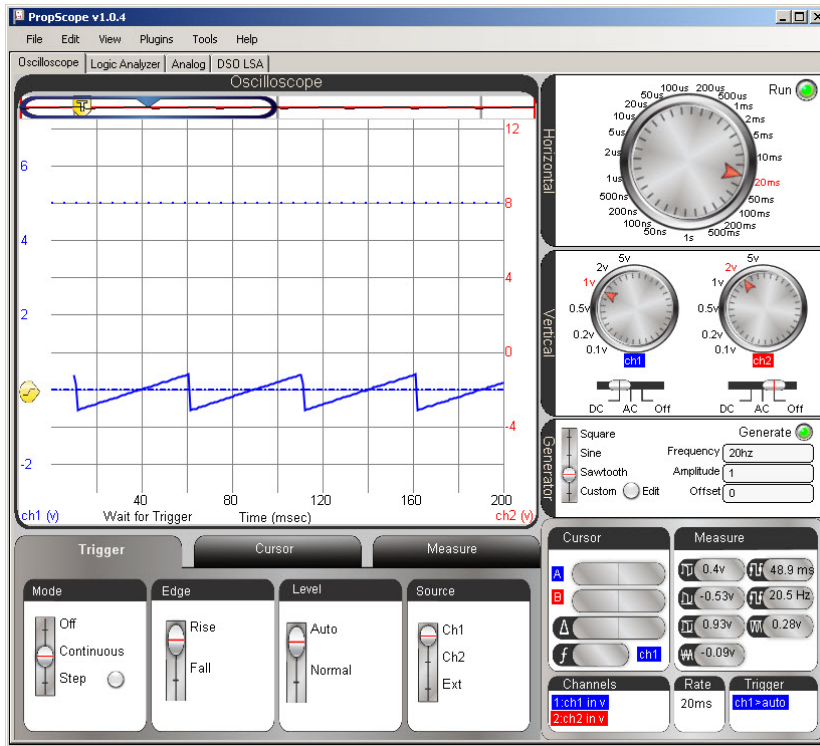 PropScope v1.0.4
File Edit View Plugins Tools Help
Oscilloscope Logic Analyzer Analog DSO LSA
Oscilloscope
T
12
6
8
4
4
2
0
-4
-2
40 80 120 160 200
ch1 (v) Wait for Trigger Time (msec) ch2 (v)
Horizontal
Run
100us 200us
50us 500us
20us 1ms
10us 2ms
5us 5ms
2us 10ms
1us 20ms
500ns 50ms
200ns 100ms
100ns 200ms
50ns 1s 500ms
Vertical
5v
2v
1v
0.5v
0.2v
0.1v
ch1
DC AC Off
5v
2v
1v
0.5v
0.2v
0.1v
ch2
DC AC Off
Generator
Square
Sine
Sawtooth
Custom Edit
Generate
Frequency 20hz
Amplitude 1
Offset 0
Trigger Cursor Measure
Mode
Off
Continuous
Step
Edge
Rise
Fall
Level
Auto
Normal
Source
Ch1
Ch2
Ext
Cursor
A
B
Δ
f ch1
Measure
0.4v 48.9 ms
-0.53v 20.5 Hz
0.93v 0.28v
-0.09v
Channels
1:ch1 in v
2:ch2 in v
Rate
20ms
Trigger
ch1>auto